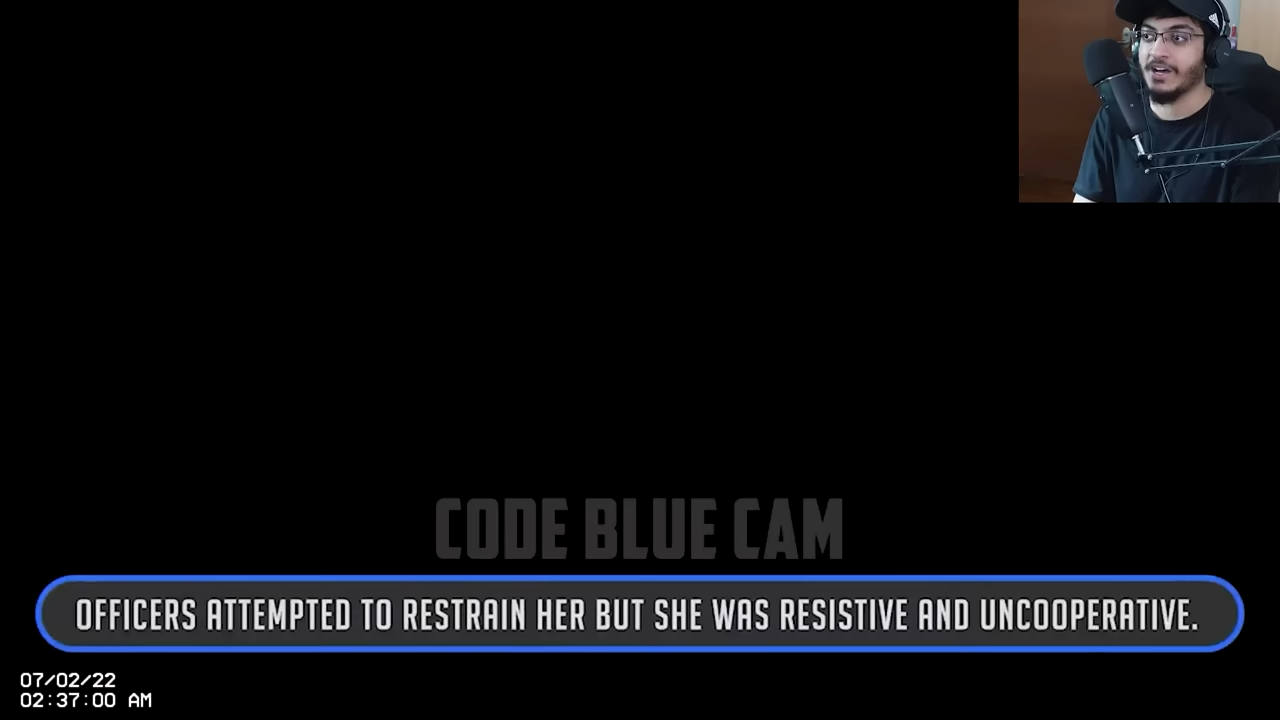 CODE BLUE CAM
OFFICERS ATTEMPTED TO RESTRAIN HER BUT SHE WAS RESISTIVE AND UNCOOPERATIVE.
07/02/22
02:37:00 AM